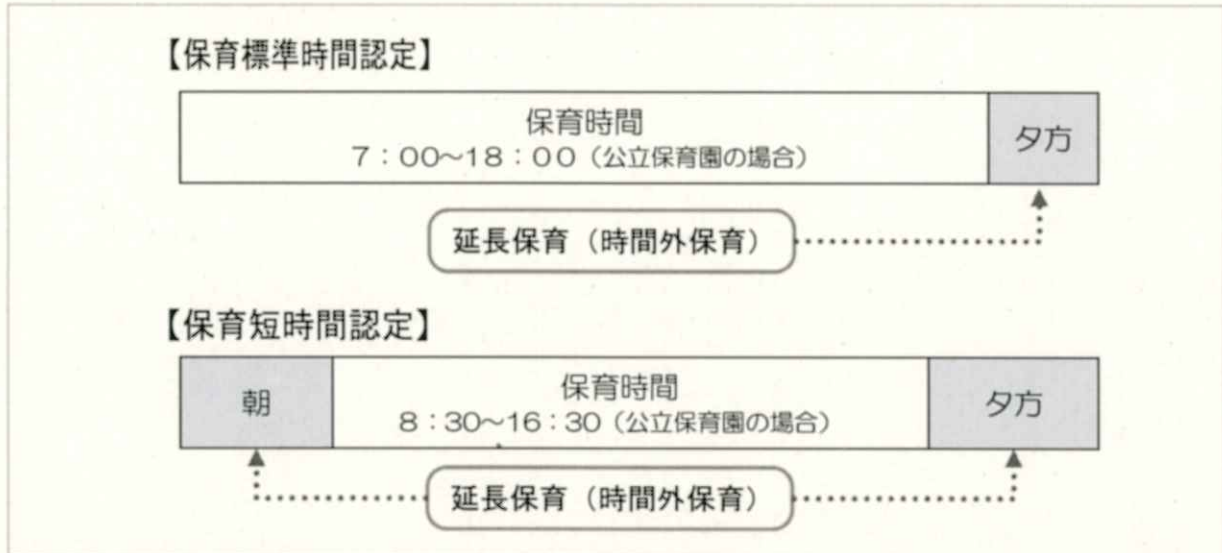 【保育標準時間認定】
保育時間
7：00～18：00（公立保育園の場合）
夕方
延長保育（時間外保育）
【保育短時間認定】
朝
保育時間
8：30～16：30（公立保育園の場合）
夕方
延長保育（時間外保育）